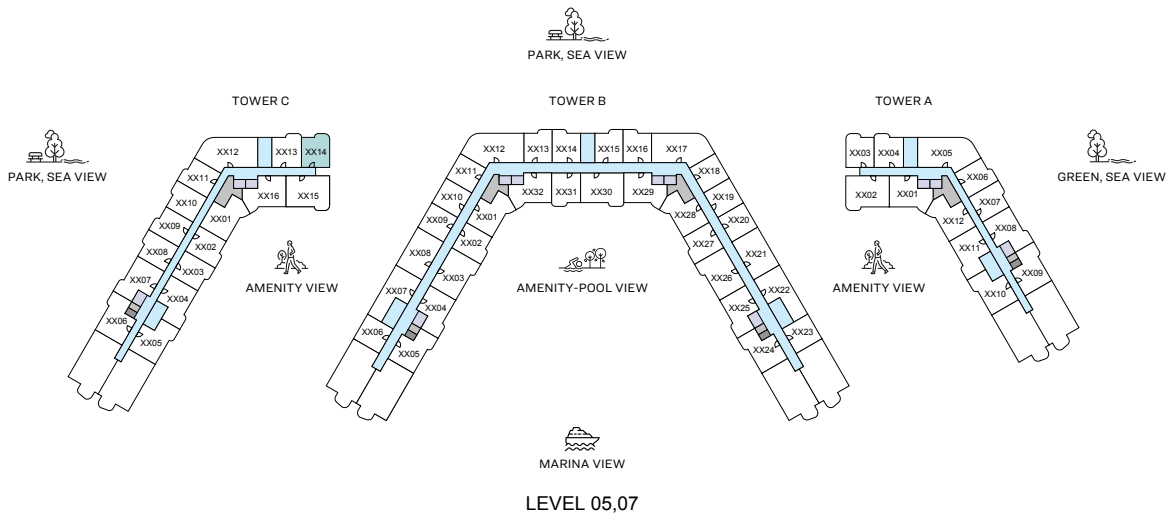 PARK, SEA VIEW
TOWER C
TOWER B
TOWER A
PARK, SEA VIEW
GREEN, SEA VIEW
XX12
XX13
XX14
XX11
XX10
XX09
XX08
XX07
XX06
XX05
XX04
XX03
XX02
XX01
XX16
XX15
XX12
XX13
XX14
XX15
XX16
XX17
XX11
XX10
XX09
XX08
XX07
XX06
XX05
XX04
XX03
XX02
XX01
XX32
XX31
XX30
XX29
XX28
XX27
XX26
XX25
XX24
XX23
XX22
XX21
XX20
XX19
XX18
XX03
XX04
XX05
XX02
XX01
XX06
XX07
XX08
XX09
XX10
XX11
XX12
AMENITY VIEW
AMENITY-POOL VIEW
AMENITY VIEW
MARINA VIEW
LEVEL 05,07